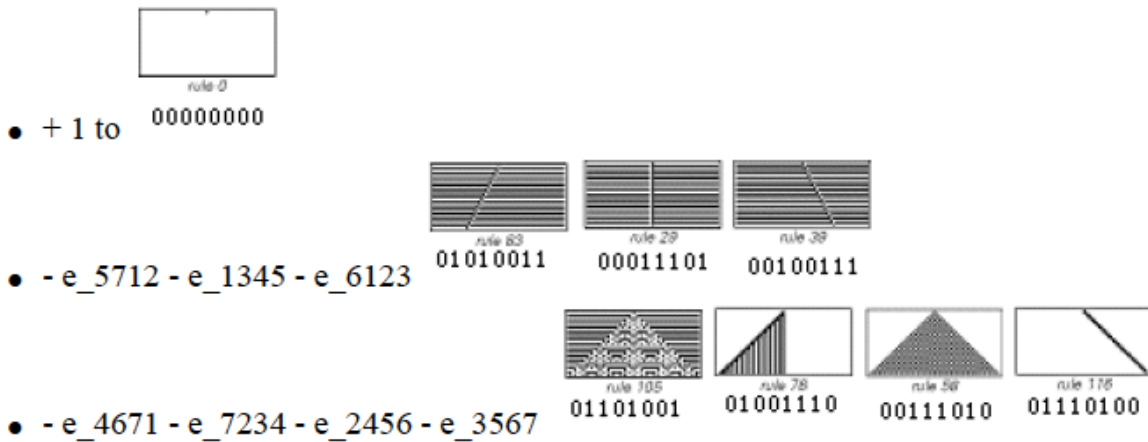 rule 0
00000000
• + 1 to
rule 83 rule 29 rule 39
01010011 00011101 00100111
• - e_5712 - e_1345 - e_6123
rule 105 rule 78 rule 58 rule 116
01101001 01001110 00111010 01110100
• - e_4671 - e_7234 - e_2456 - e_3567